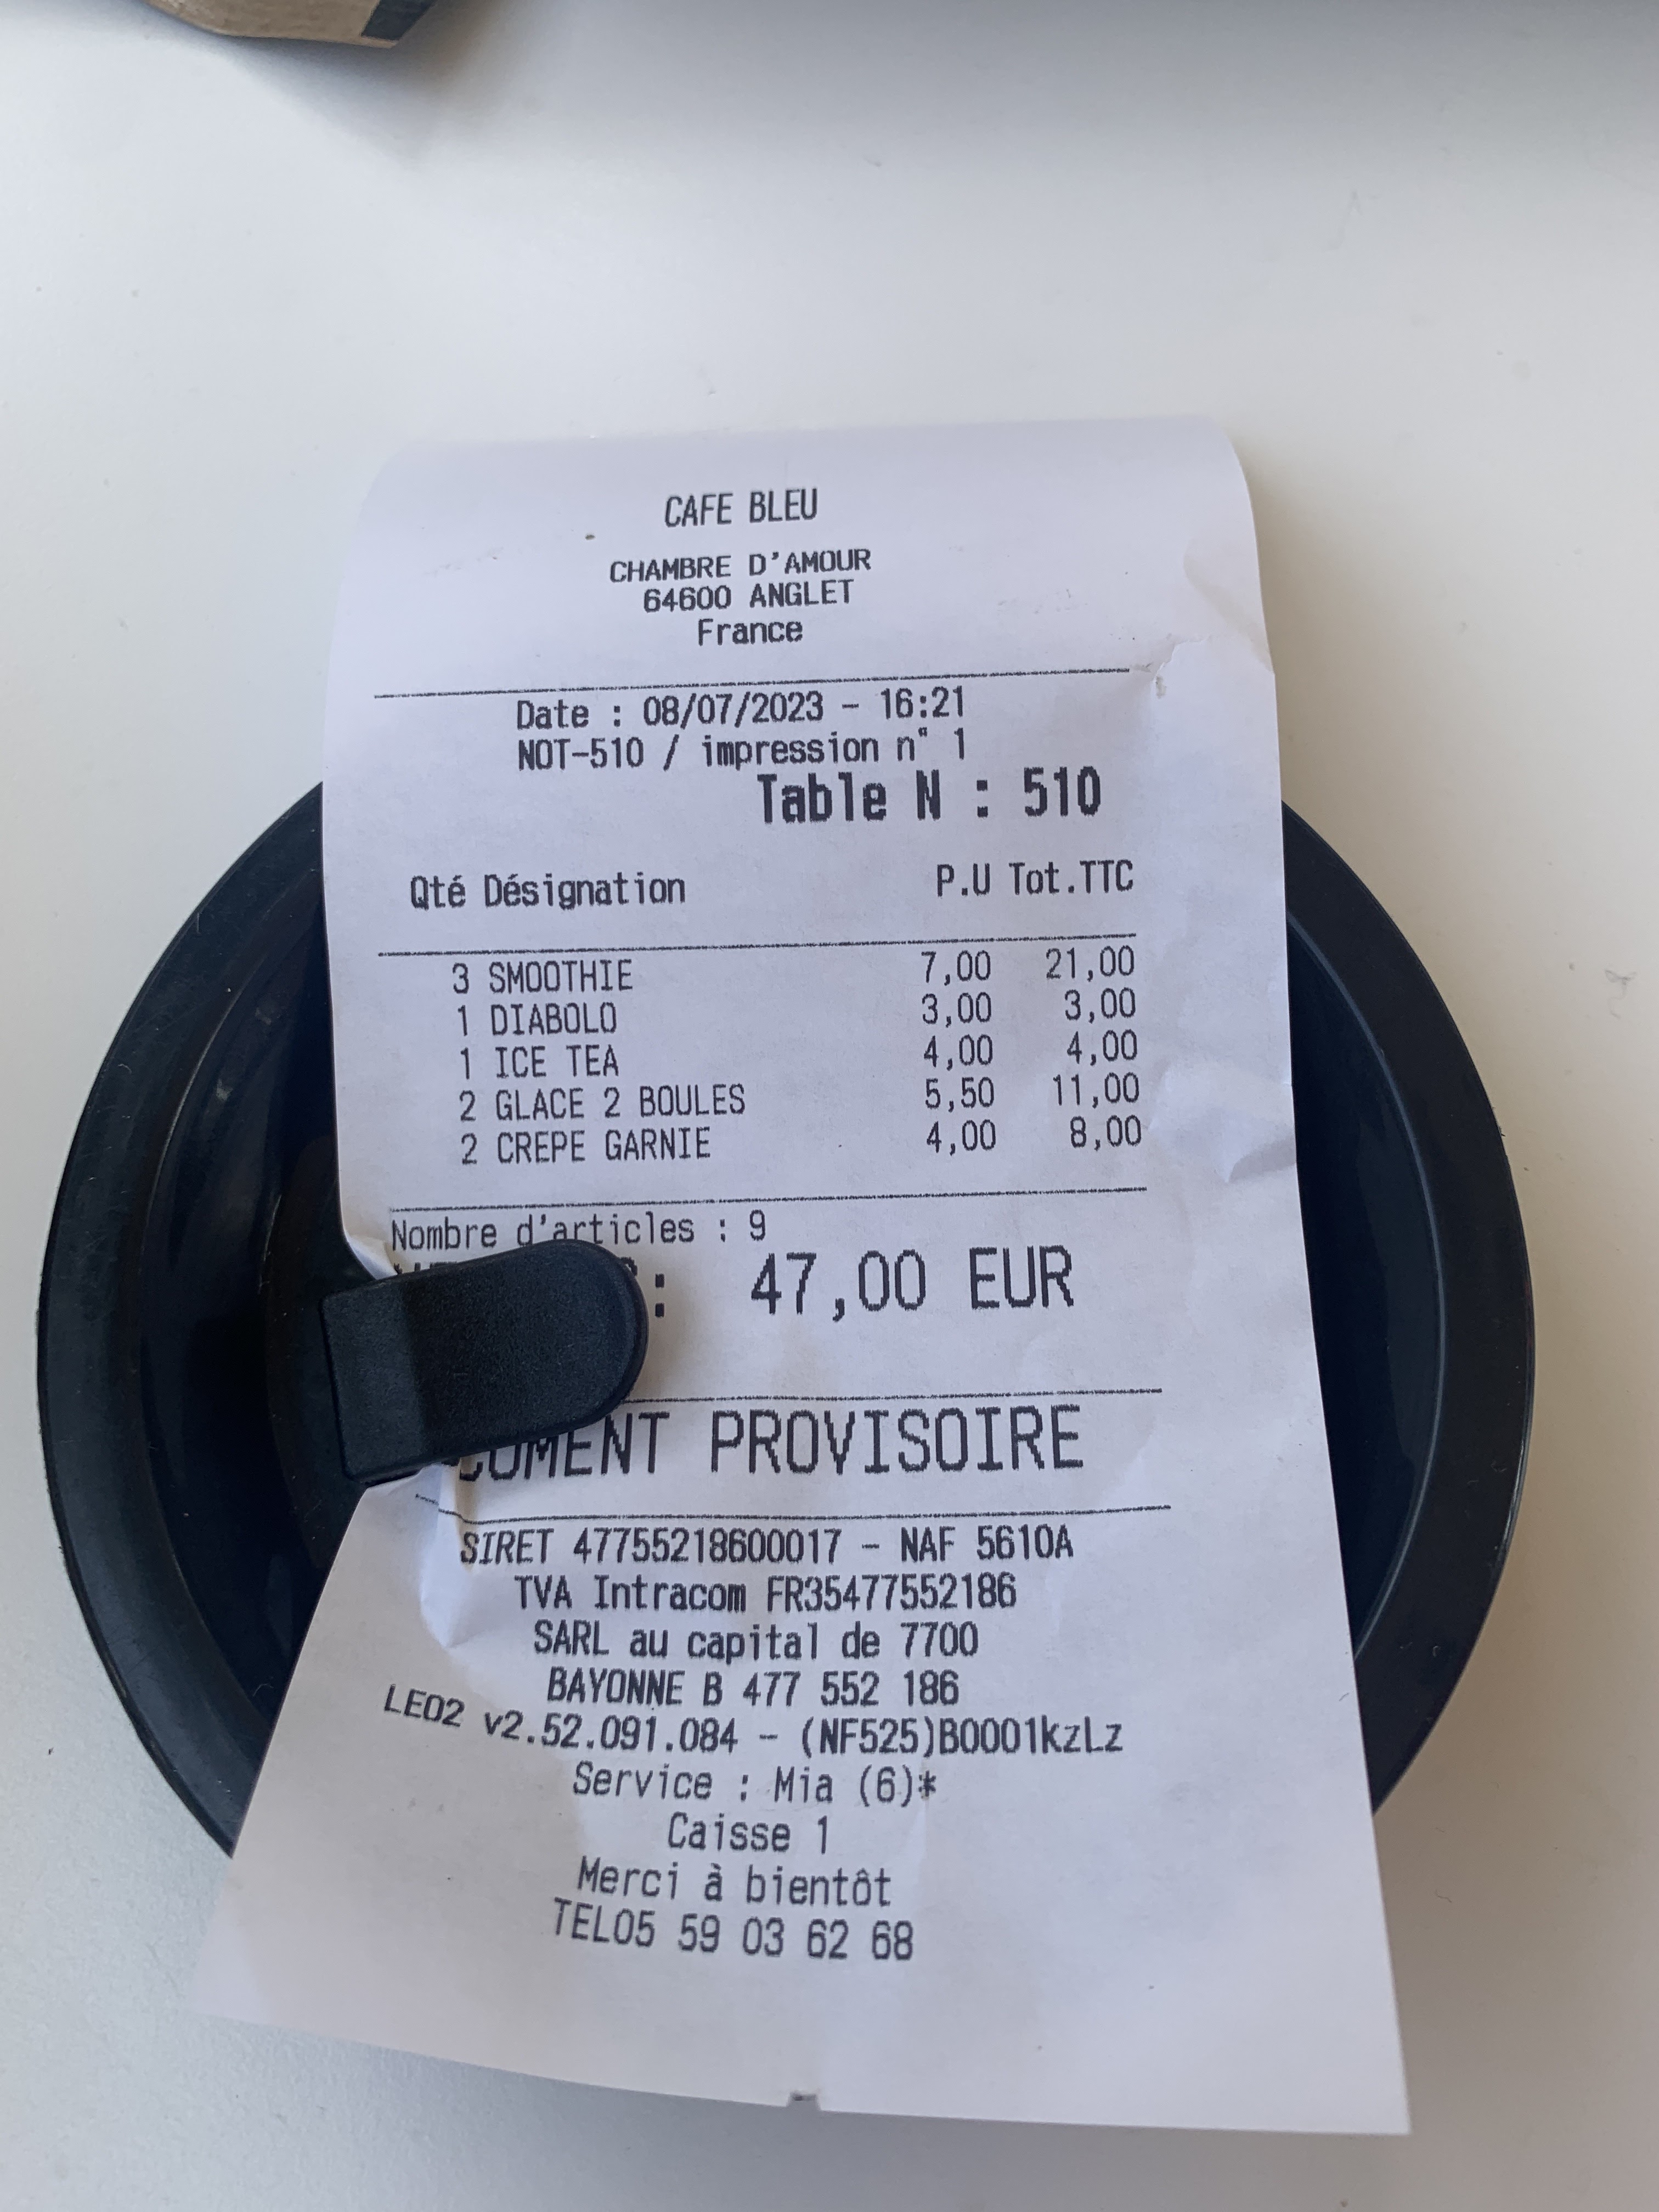 CAFE BLEU
CHAMBRE D'AMOUR
64600 ANGLET
France
Date : 08/07/2023 - 16:21
NOT-510 / impression n° 1
Table N : 510
Qté Désignation P.U Tot.TTC
3 SMOOTHIE 7,00 21,00
1 DIABOLO 3,00 3,00
1 ICE TEA 4,00 4,00
2 GLACE 2 BOULES 5,50 11,00
2 CREPE GARNIE 4,00 8,00
Nombre d'articles : 9
: 47,00 EUR
PROVISOIRE
SIRET 47755218600017 - NAF 5610A
TVA Intracom FR35477552186
SARL au capital de 7700
BAYONNE B 477 552 186
LEO2 v2.52.091.084 - (NF525)B0001kzLz
Service : Mia (6)*
Caisse 1
Merci à bientôt
TEL05 59 03 62 68